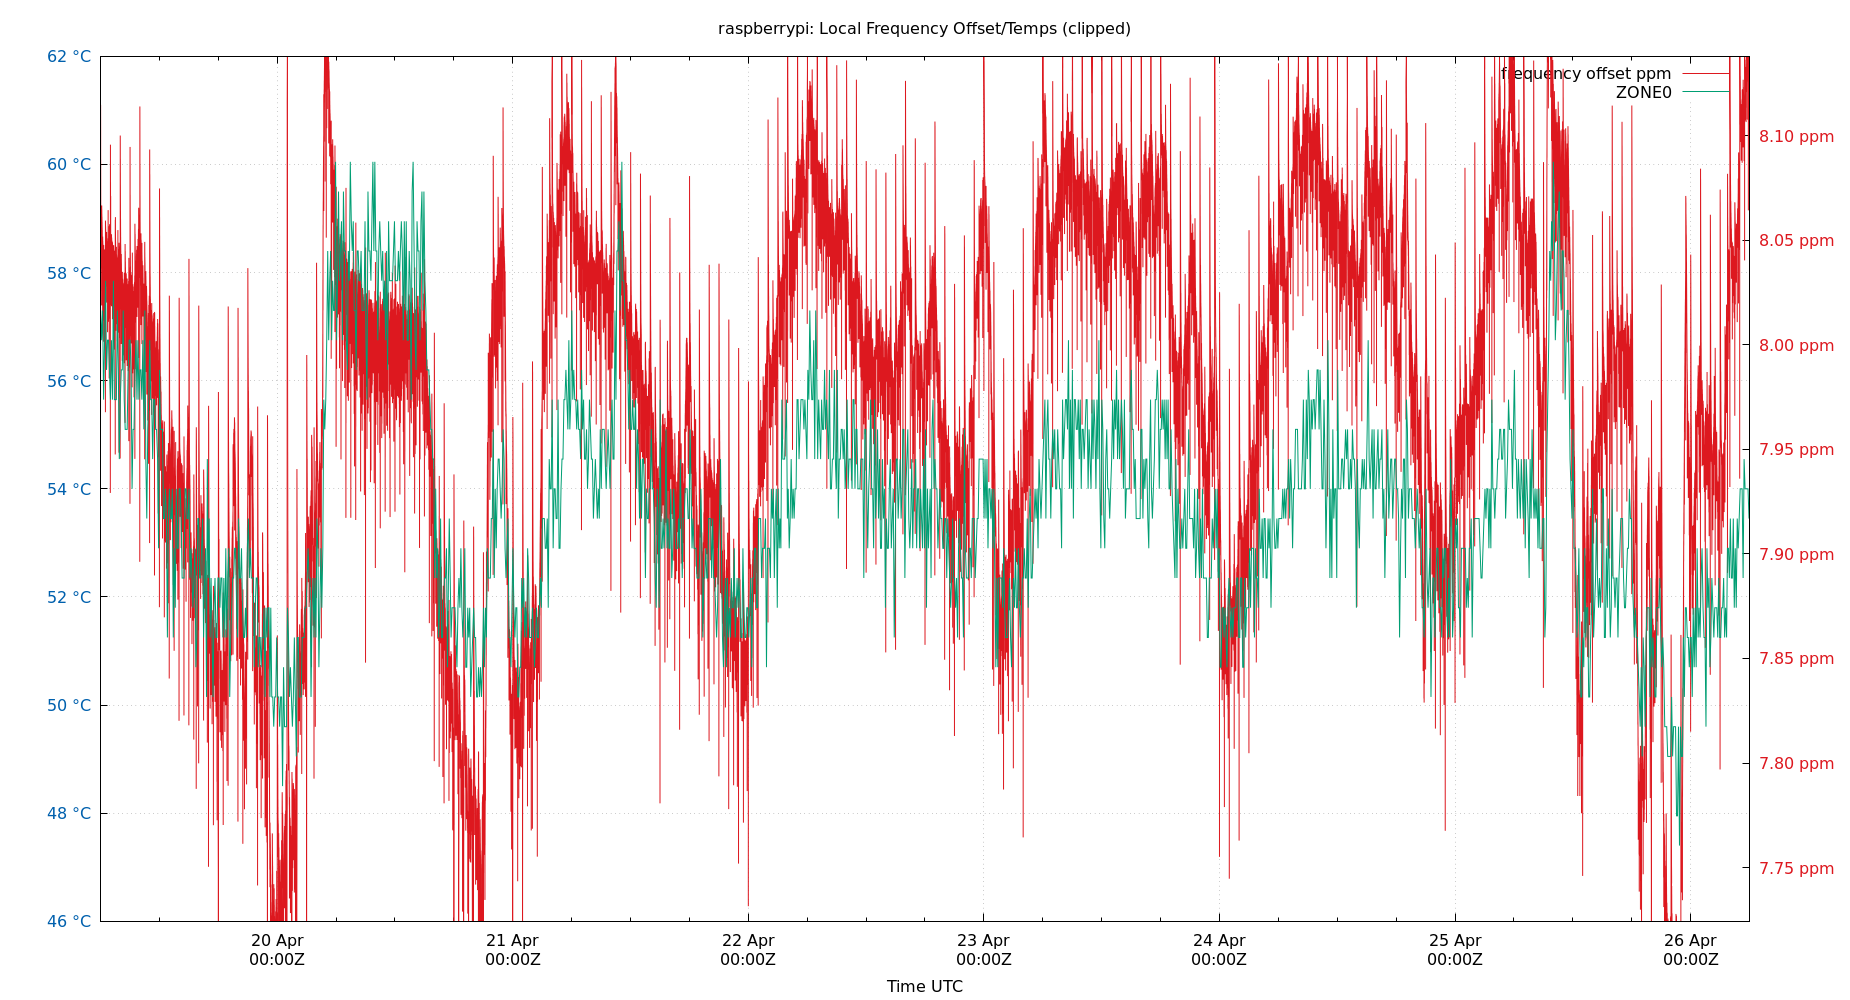 raspberrypi: Local Frequency Offset/Temps (clipped)
62 °C
60 °C
58 °C
56 °C
54 °C
52 °C
50 °C
48 °C
46 °C
frequency offset ppm
ZONE0
8.10 ppm
8.05 ppm
8.00 ppm
7.95 ppm
7.90 ppm
7.85 ppm
7.80 ppm
7.75 ppm
20 Apr
00:00Z
21 Apr
00:00Z
22 Apr
00:00Z
23 Apr
00:00Z
24 Apr
00:00Z
25 Apr
00:00Z
26 Apr
00:00Z
Time UTC